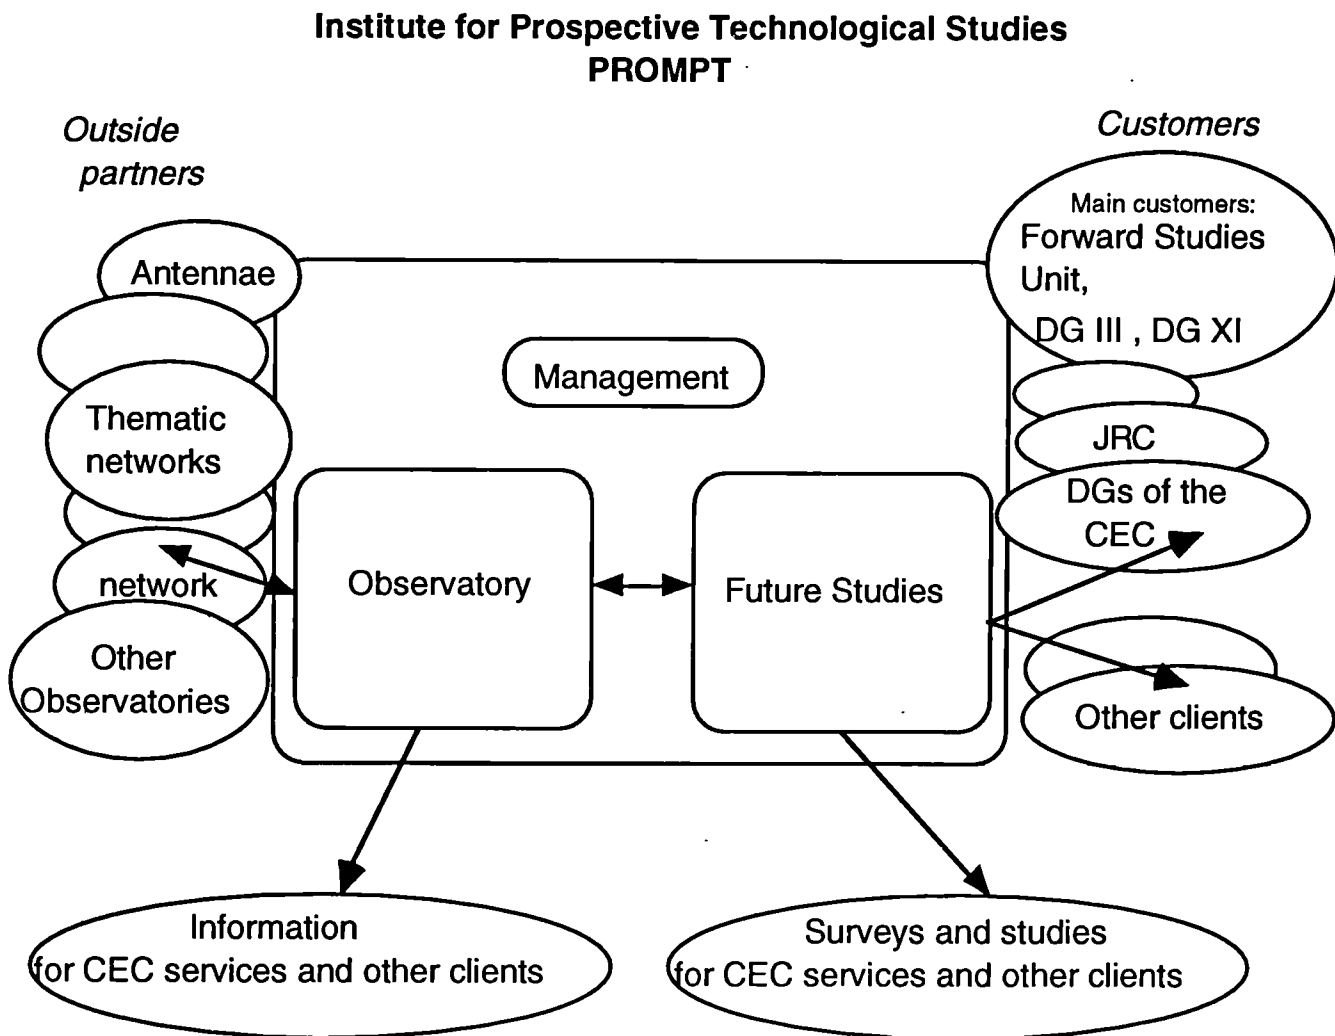 Institute for Prospective Technological Studies
PROMPT
Outside
partners
Customers
Antennae
Main customers:
Forward Studies
Unit,
DG III , DG XI
Management
Thematic
networks
JRC
DGs of the
CEC
network
Observatory
Future Studies
Other
Observatories
Other clients
Information
for CEC services and other clients
Surveys and studies
for CEC services and other clients